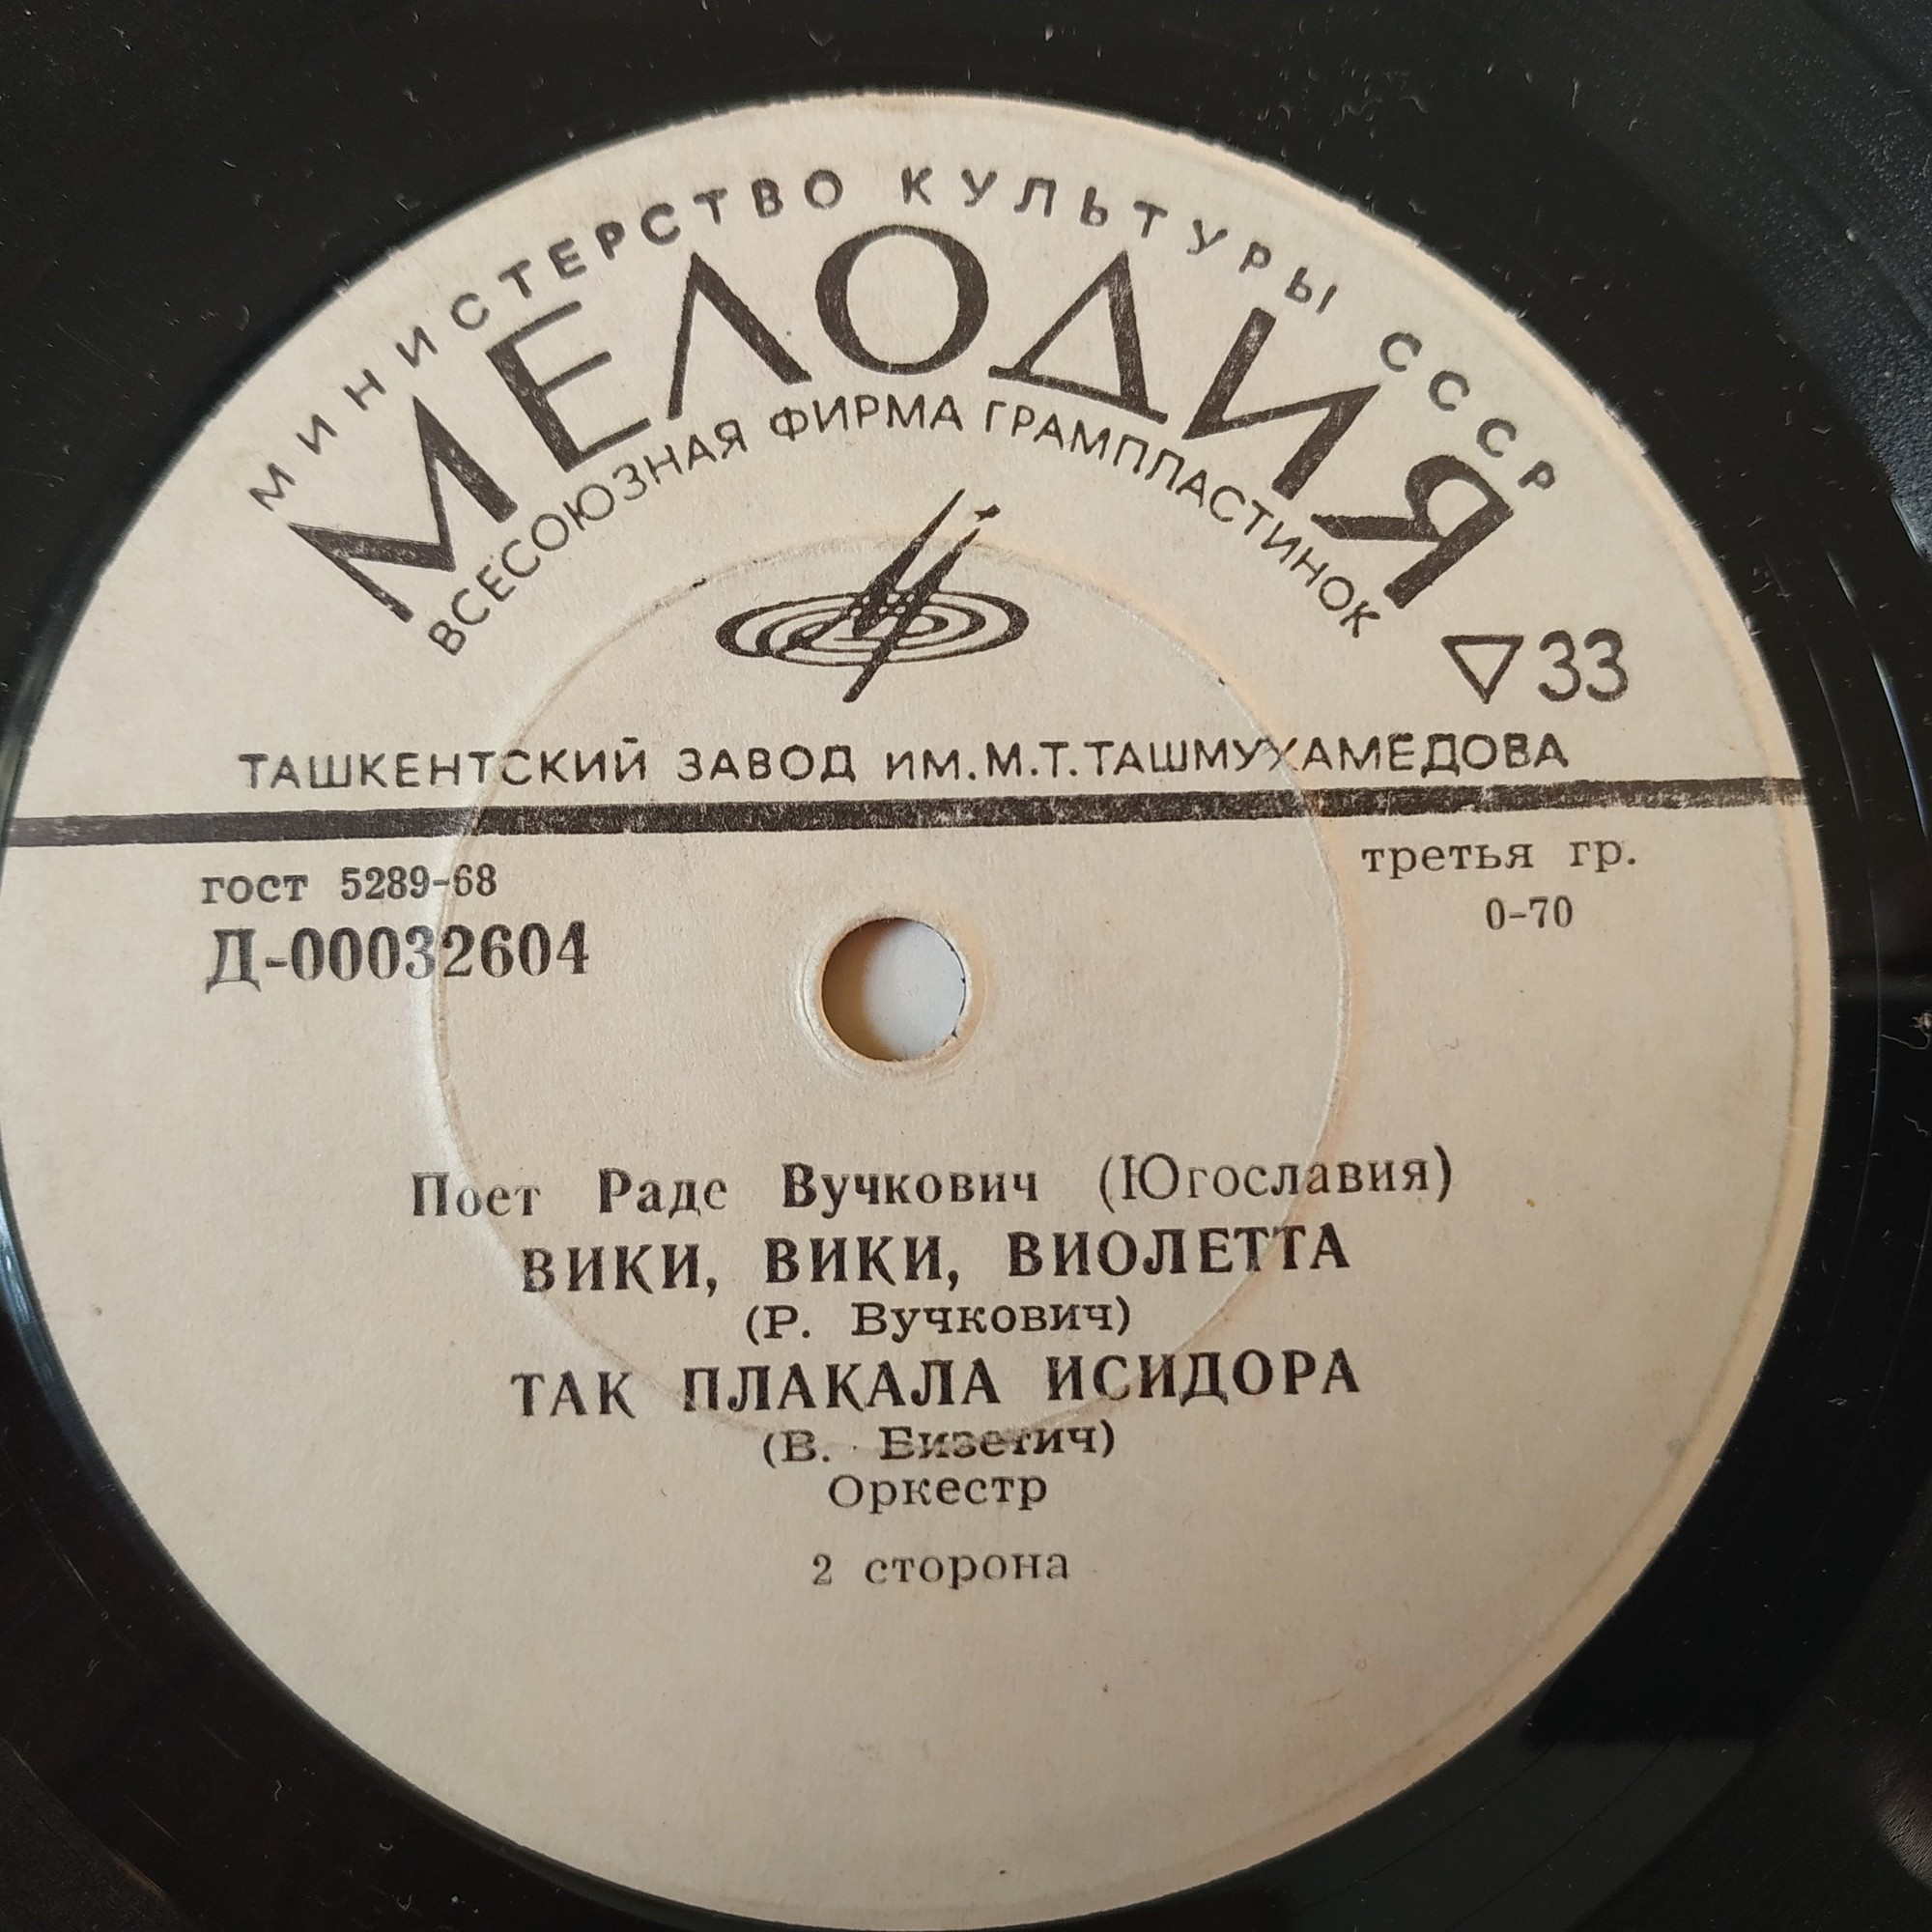 МИНИСТЕРСТВО КУЛЬТУРЫ СССР
МЕЛОДИЯ
ВСЕСОЮЗНАЯ ФИРМА ГРАМПЛАСТИНОК
▽33
ТАШКЕНТСКИЙ ЗАВОД ИМ.М.Т.ТАШМУХАМЕДОВА
гост 5289-68
третья гр.
Д-00032604
0-70
Поет Раде Вучкович (Югославия)
ВИКИ, ВИКИ, ВИОЛЕТТА
(Р. Вучкович)
ТАК ПЛАКАЛА ИСИДОРА
(В. Бизетич)
Оркестр
2 сторона